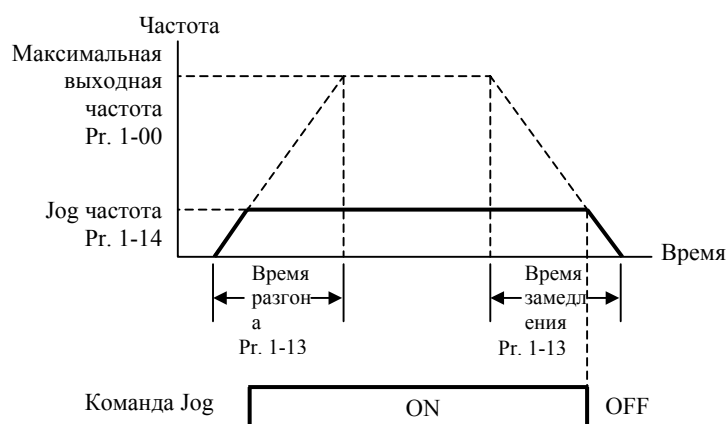 Частота
Максимальная
выходная
частота
Pr. 1-00
Jog частота
Pr. 1-14
Время
Время
разгон
а
Pr. 1-13
Время
замедл
ения
Pr. 1-13
Команда Jog
ON
OFF